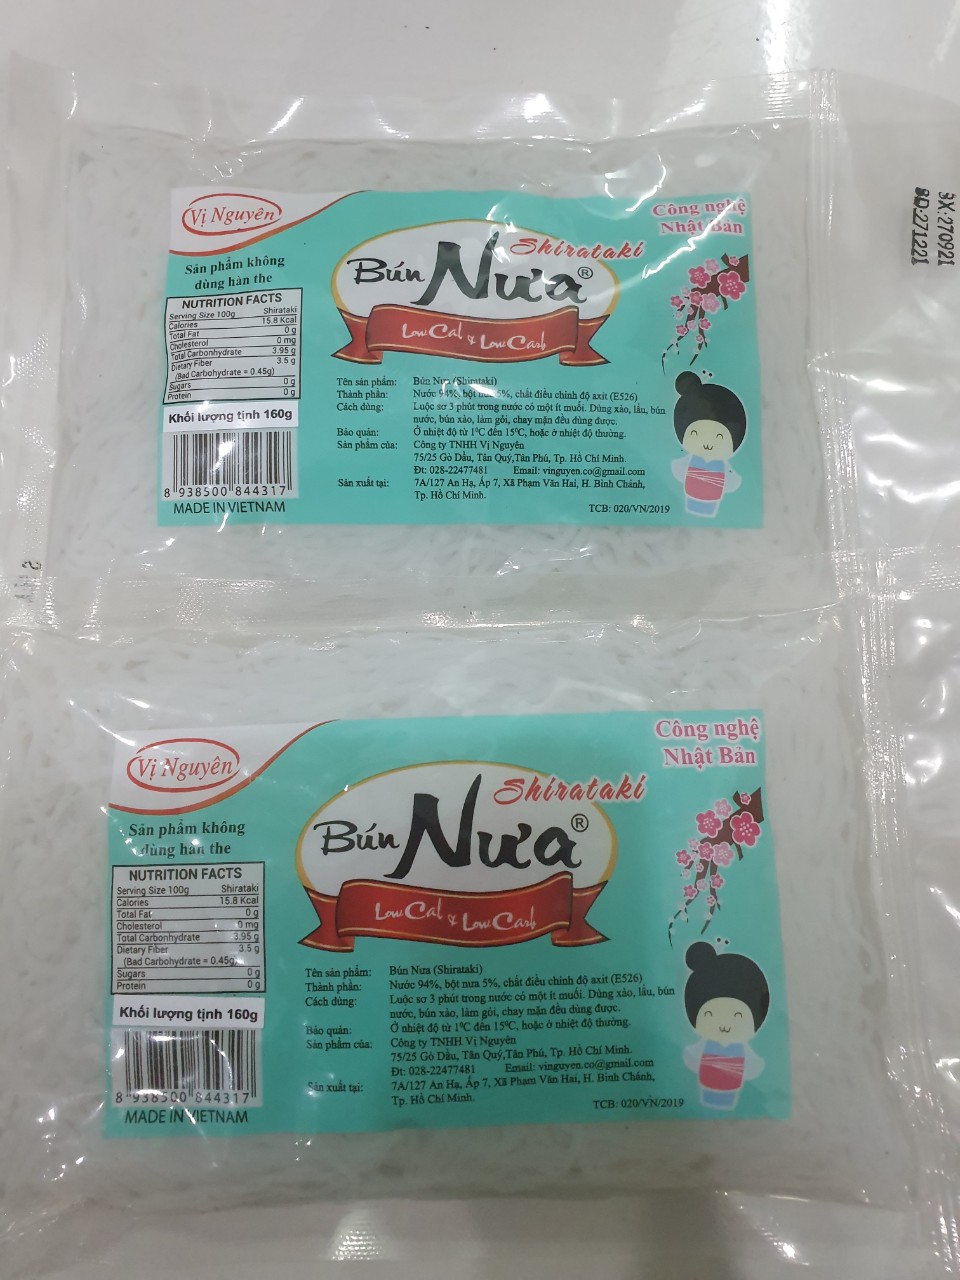 Vị Nguyên
Công nghệ
Nhật Bản
Sản phẩm không
dùng hàn the
Shirataki
Bún Nưa®
Low Cal & Low Carb
NUTRITION FACTS
Serving Size 100g Shirataki
Calories 15.8 Kcal
Total Fat 0 g
Cholesterol 0 mg
Total Carbonhydrate 3.95 g
Dietary Fiber 3.5 g
(Bad Carbohydrate = 0.45g)
Sugars 0 g
Protein 0 g
Khối lượng tịnh 160g
8 938500 844317
MADE IN VIETNAM
Tên sản phẩm: Bún Nưa (Shirataki)
Thành phần: Nước 94%, bột nưa 5%, chất điều chỉnh độ axit (E526)
Cách dùng: Luộc sơ 3 phút trong nước có một ít muối. Dùng xào, lẩu, bún
nước, bún xào, làm gỏi, chay mặn đều dùng được.
Bảo quản: Ở nhiệt độ từ 1⁰C đến 15⁰C, hoặc ở nhiệt độ thường.
Sản phẩm của: Công ty TNHH Vị Nguyên
75/25 Gò Dầu, Tân Quý,Tân Phú, Tp. Hồ Chí Minh.
Đt: 028-22477481 Email: vinguyen.co@gmail.com
Sản xuất tại: 7A/127 An Hạ, Ấp 7, Xã Phạm Văn Hai, H. Bình Chánh,
Tp. Hồ Chí Minh.
TCB: 020/VN/2019
:270921
:271221
Vị Nguyên
Công nghệ
Nhật Bản
Sản phẩm không
dùng hàn the
Shirataki
Bún Nưa®
Low Cal & Low Carb
NUTRITION FACTS
Serving Size 100g Shirataki
Calories 15.8 Kcal
Total Fat 0 g
Cholesterol 0 mg
Total Carbonhydrate 3.95 g
Dietary Fiber 3.5 g
(Bad Carbohydrate = 0.45g)
Sugars 0 g
Protein 0 g
Khối lượng tịnh 160g
8 938500 844317
MADE IN VIETNAM
Tên sản phẩm: Bún Nưa (Shirataki)
Thành phần: Nước 94%, bột nưa 5%, chất điều chỉnh độ axit (E526)
Cách dùng: Luộc sơ 3 phút trong nước có một ít muối. Dùng xào, lẩu, bún
nước, bún xào, làm gỏi, chay mặn đều dùng được.
Bảo quản: Ở nhiệt độ từ 1⁰C đến 15⁰C, hoặc ở nhiệt độ thường.
Sản phẩm của: Công ty TNHH Vị Nguyên
75/25 Gò Dầu, Tân Quý,Tân Phú, Tp. Hồ Chí Minh.
Đt: 028-22477481 Email: vinguyen.co@gmail.com
Sản xuất tại: 7A/127 An Hạ, Ấp 7, Xã Phạm Văn Hai, H. Bình Chánh,
Tp. Hồ Chí Minh.
TCB: 020/VN/2019